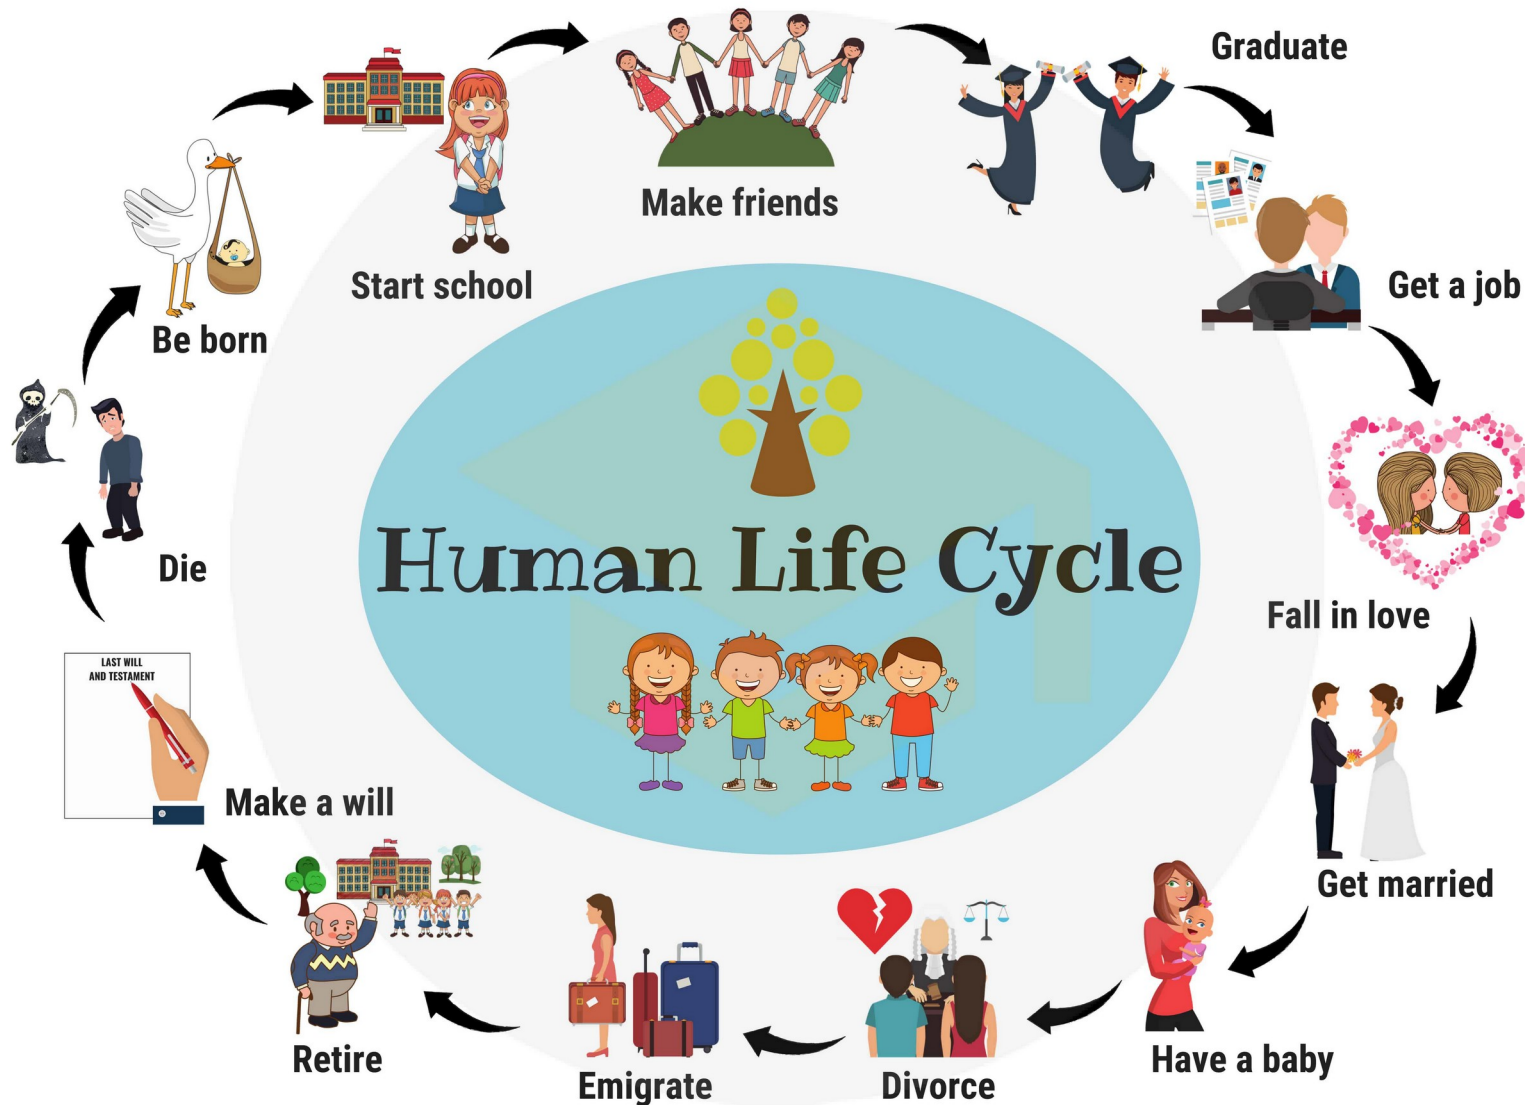 Graduate
Make friends
Start school
Get a job
Be born
Human Life Cycle
Die
Fall in love
LAST WILL
AND TESTAMENT
Make a will
Get married
Retire
Emigrate
Divorce
Have a baby